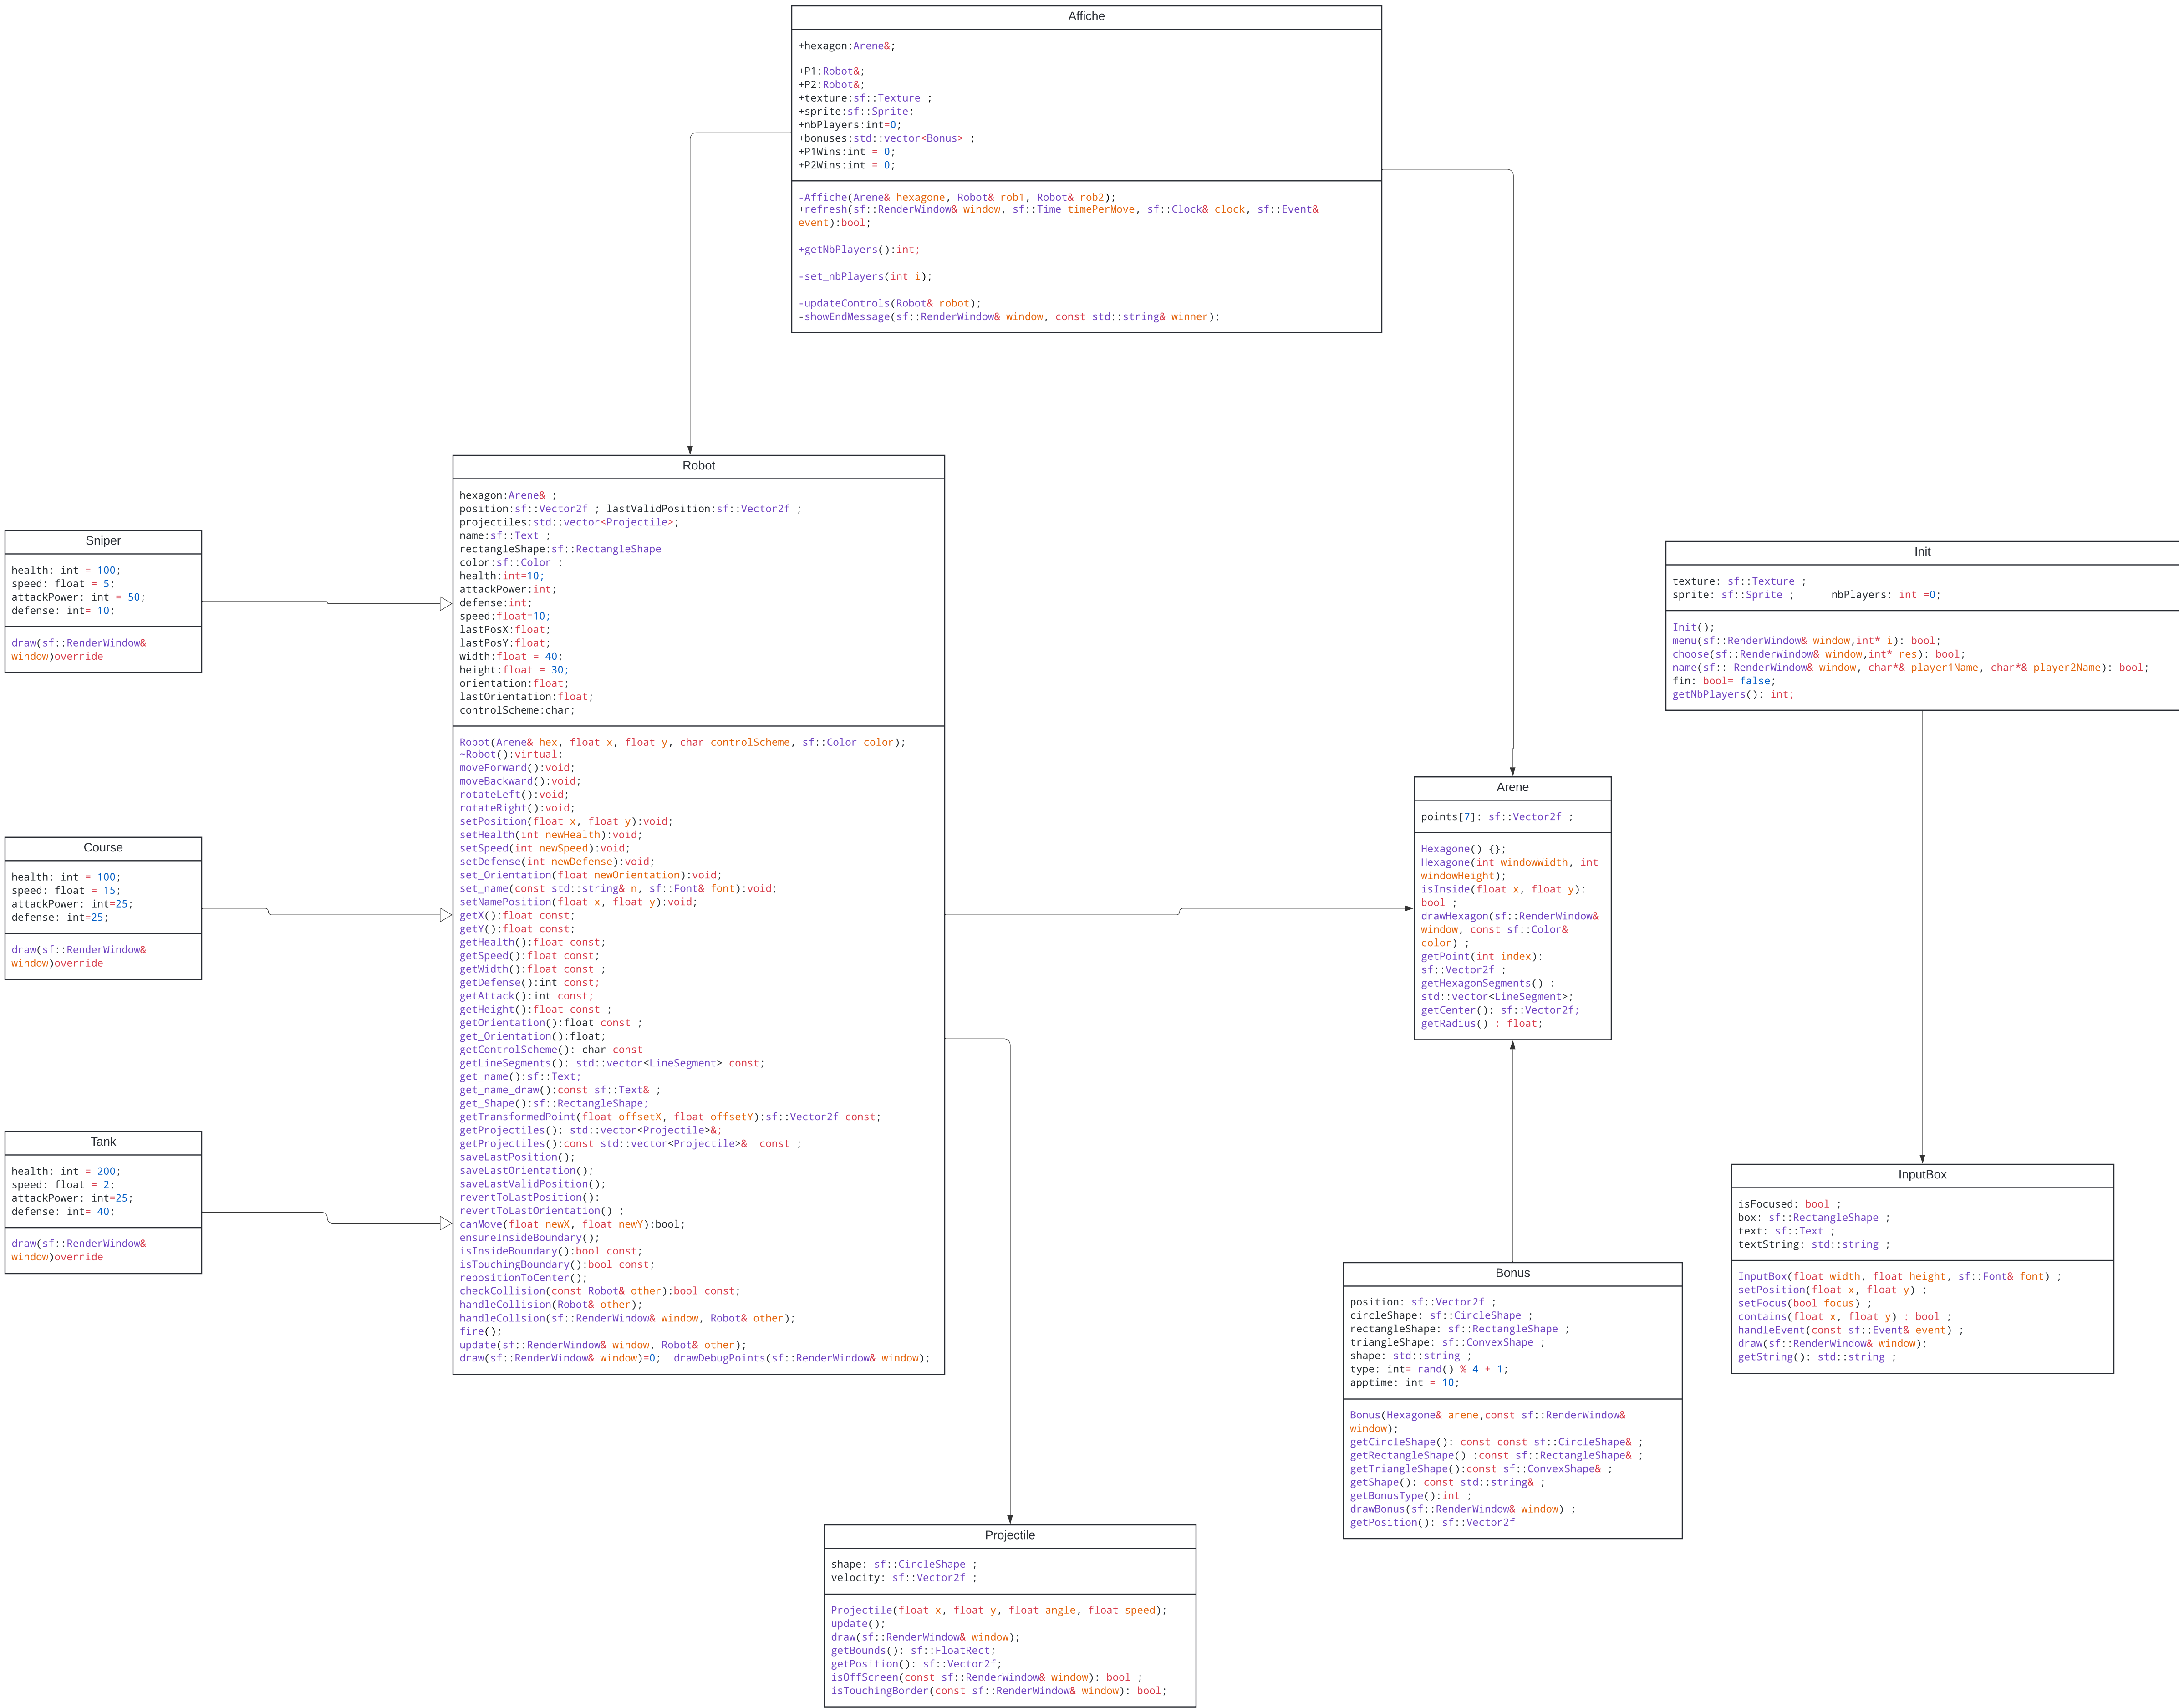 Affiche
+hexagon:Arene&;
+P1:Robot&;
+P2:Robot&;
+texture:sf::Texture ;
+sprite:sf::Sprite;
+nbPlayers:int=0;
+bonuses:std::vector<Bonus> ;
+P1Wins:int = 0;
+P2Wins:int = 0;
-Affiche(Arene& hexagone, Robot& rob1, Robot& rob2);
+refresh(sf::RenderWindow& window, sf::Time timePerMove, sf::Clock& clock, sf::Event&
event):bool;
+getNbPlayers():int;
-set_nbPlayers(int i);
-updateControls(Robot& robot);
-showEndMessage(sf::RenderWindow& window, const std::string& winner);
Robot
hexagon:Arene& ;
position:sf::Vector2f ; lastValidPosition:sf::Vector2f ;
projectiles:std::vector<Projectile>;
name:sf::Text ;
rectangleShape:sf::RectangleShape
color:sf::Color ;
health:int=10;
attackPower:int;
defense:int;
speed:float=10;
lastPosX:float;
lastPosY:float;
width:float = 40;
height:float = 30;
orientation:float;
lastOrientation:float;
controlScheme:char;
Robot(Arene& hex, float x, float y, char controlScheme, sf::Color color);
~Robot():virtual;
moveForward():void;
moveBackward():void;
rotateLeft():void;
rotateRight():void;
setPosition(float x, float y):void;
setHealth(int newHealth):void;
setSpeed(int newSpeed):void;
setDefense(int newDefense):void;
set_Orientation(float newOrientation):void;
set_name(const std::string& n, sf::Font& font):void;
setNamePosition(float x, float y):void;
getX():float const;
getY():float const;
getHealth():float const;
getSpeed():float const;
getWidth():float const ;
getDefense():int const;
getAttack():int const;
getHeight():float const ;
getOrientation():float const ;
get_Orientation():float;
getControlScheme(): char const
getLineSegments(): std::vector<LineSegment> const;
get_name():sf::Text;
get_name_draw():const sf::Text& ;
get_Shape():sf::RectangleShape;
getTransformedPoint(float offsetX, float offsetY):sf::Vector2f const;
getProjectiles(): std::vector<Projectile>&;
getProjectiles():const std::vector<Projectile>&  const ;
saveLastPosition();
saveLastOrientation();
saveLastValidPosition();
revertToLastPosition():
revertToLastOrientation() ;
canMove(float newX, float newY):bool;
ensureInsideBoundary();
isInsideBoundary():bool const;
isTouchingBoundary():bool const;
repositionToCenter();
checkCollision(const Robot& other):bool const;
handleCollision(Robot& other);
handleCollsion(sf::RenderWindow& window, Robot& other);
fire();
update(sf::RenderWindow& window, Robot& other);
draw(sf::RenderWindow& window)=0;  drawDebugPoints(sf::RenderWindow& window);
Sniper
health: int = 100;
speed: float = 5;
attackPower: int = 50;
defense: int= 10;
draw(sf::RenderWindow&
window)override
Course
health: int = 100;
speed: float = 15;
attackPower: int=25;
defense: int=25;
draw(sf::RenderWindow&
window)override
Tank
health: int = 200;
speed: float = 2;
attackPower: int=25;
defense: int= 40;
draw(sf::RenderWindow&
window)override
Init
texture: sf::Texture ;
sprite: sf::Sprite ;      nbPlayers: int =0;
Init();
menu(sf::RenderWindow& window,int* i): bool;
choose(sf::RenderWindow& window,int* res): bool;
name(sf:: RenderWindow& window, char*& player1Name, char*& player2Name): bool;
fin: bool= false;
getNbPlayers(): int;
Arene
points[7]: sf::Vector2f ;
Hexagone() {};
Hexagone(int windowWidth, int
windowHeight);
isInside(float x, float y):
bool ;
drawHexagon(sf::RenderWindow&
window, const sf::Color&
color) ;
getPoint(int index):
sf::Vector2f ;
getHexagonSegments() :
std::vector<LineSegment>;
getCenter(): sf::Vector2f;
getRadius() : float;
InputBox
isFocused: bool ;
box: sf::RectangleShape ;
text: sf::Text ;
textString: std::string ;
InputBox(float width, float height, sf::Font& font) ;
setPosition(float x, float y) ;
setFocus(bool focus) ;
contains(float x, float y) : bool ;
handleEvent(const sf::Event& event) ;
draw(sf::RenderWindow& window);
getString(): std::string ;
Bonus
position: sf::Vector2f ;
circleShape: sf::CircleShape ;
rectangleShape: sf::RectangleShape ;
triangleShape: sf::ConvexShape ;
shape: std::string ;
type: int= rand() % 4 + 1;
apptime: int = 10;
Bonus(Hexagone& arene,const sf::RenderWindow&
window);
getCircleShape(): const const sf::CircleShape& ;
getRectangleShape() :const sf::RectangleShape& ;
getTriangleShape():const sf::ConvexShape& ;
getShape(): const std::string& ;
getBonusType():int ;
drawBonus(sf::RenderWindow& window) ;
getPosition(): sf::Vector2f
Projectile
shape: sf::CircleShape ;
velocity: sf::Vector2f ;
Projectile(float x, float y, float angle, float speed);
update();
draw(sf::RenderWindow& window);
getBounds(): sf::FloatRect;
getPosition(): sf::Vector2f;
isOffScreen(const sf::RenderWindow& window): bool ;
isTouchingBorder(const sf::RenderWindow& window): bool;